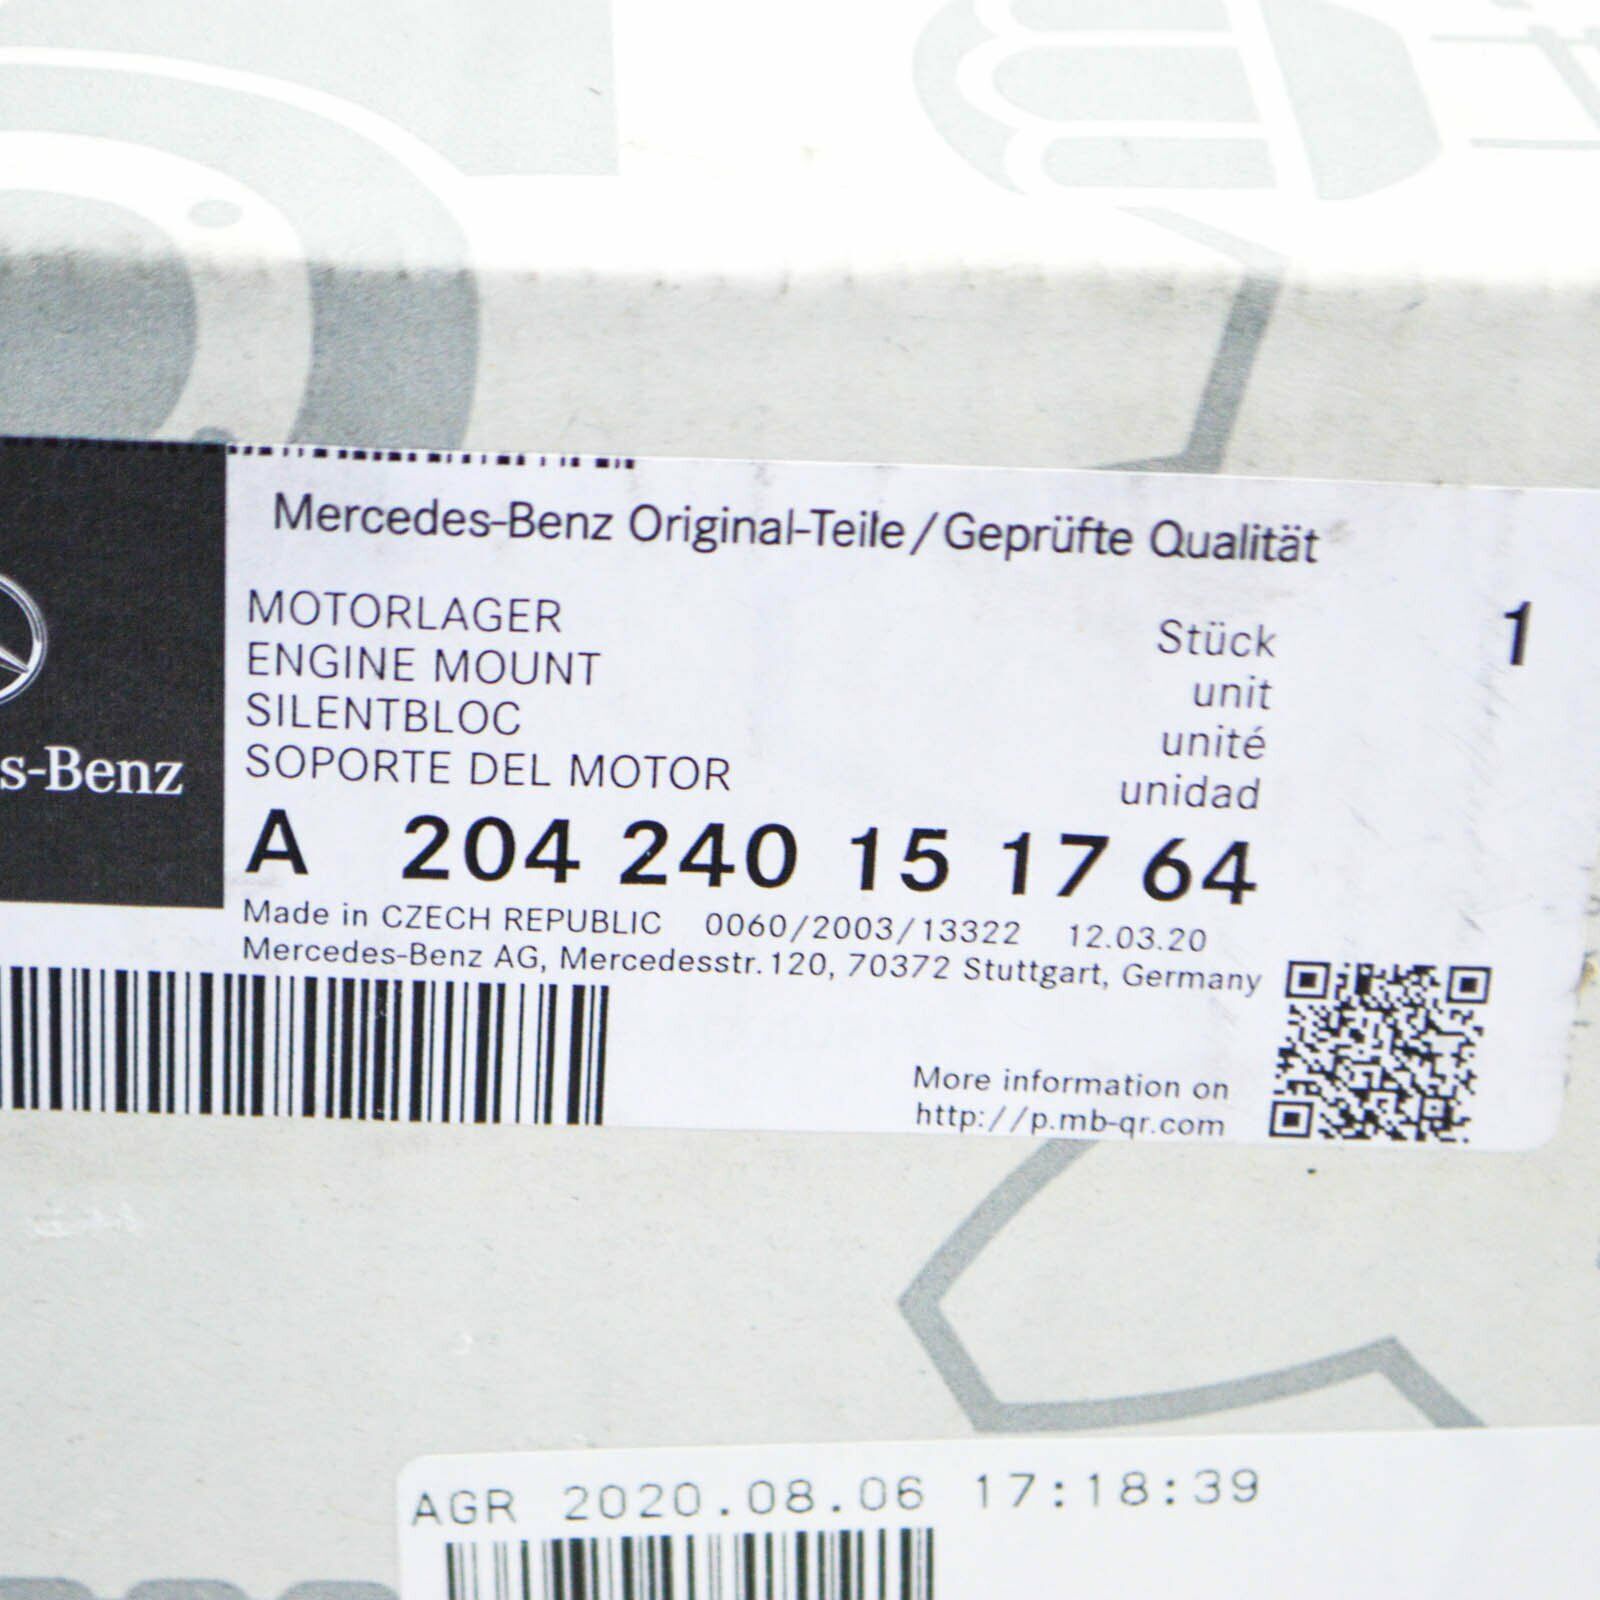 Mercedes-Benz Original-Teile/Geprüfte Qualität
MOTORLAGER
ENGINE MOUNT
SILENTBLOC
SOPORTE DEL MOTOR
Stück 1
unit
unité
unidad
s-Benz
A 204 240 15 17 64
Made in CZECH REPUBLIC 0060/2003/13322 12.03.20
Mercedes-Benz AG, Mercedesstr. 120, 70372 Stuttgart, Germany
More information on
http://p.mb-qr.com
AGR 2020.08.06 17:18:39